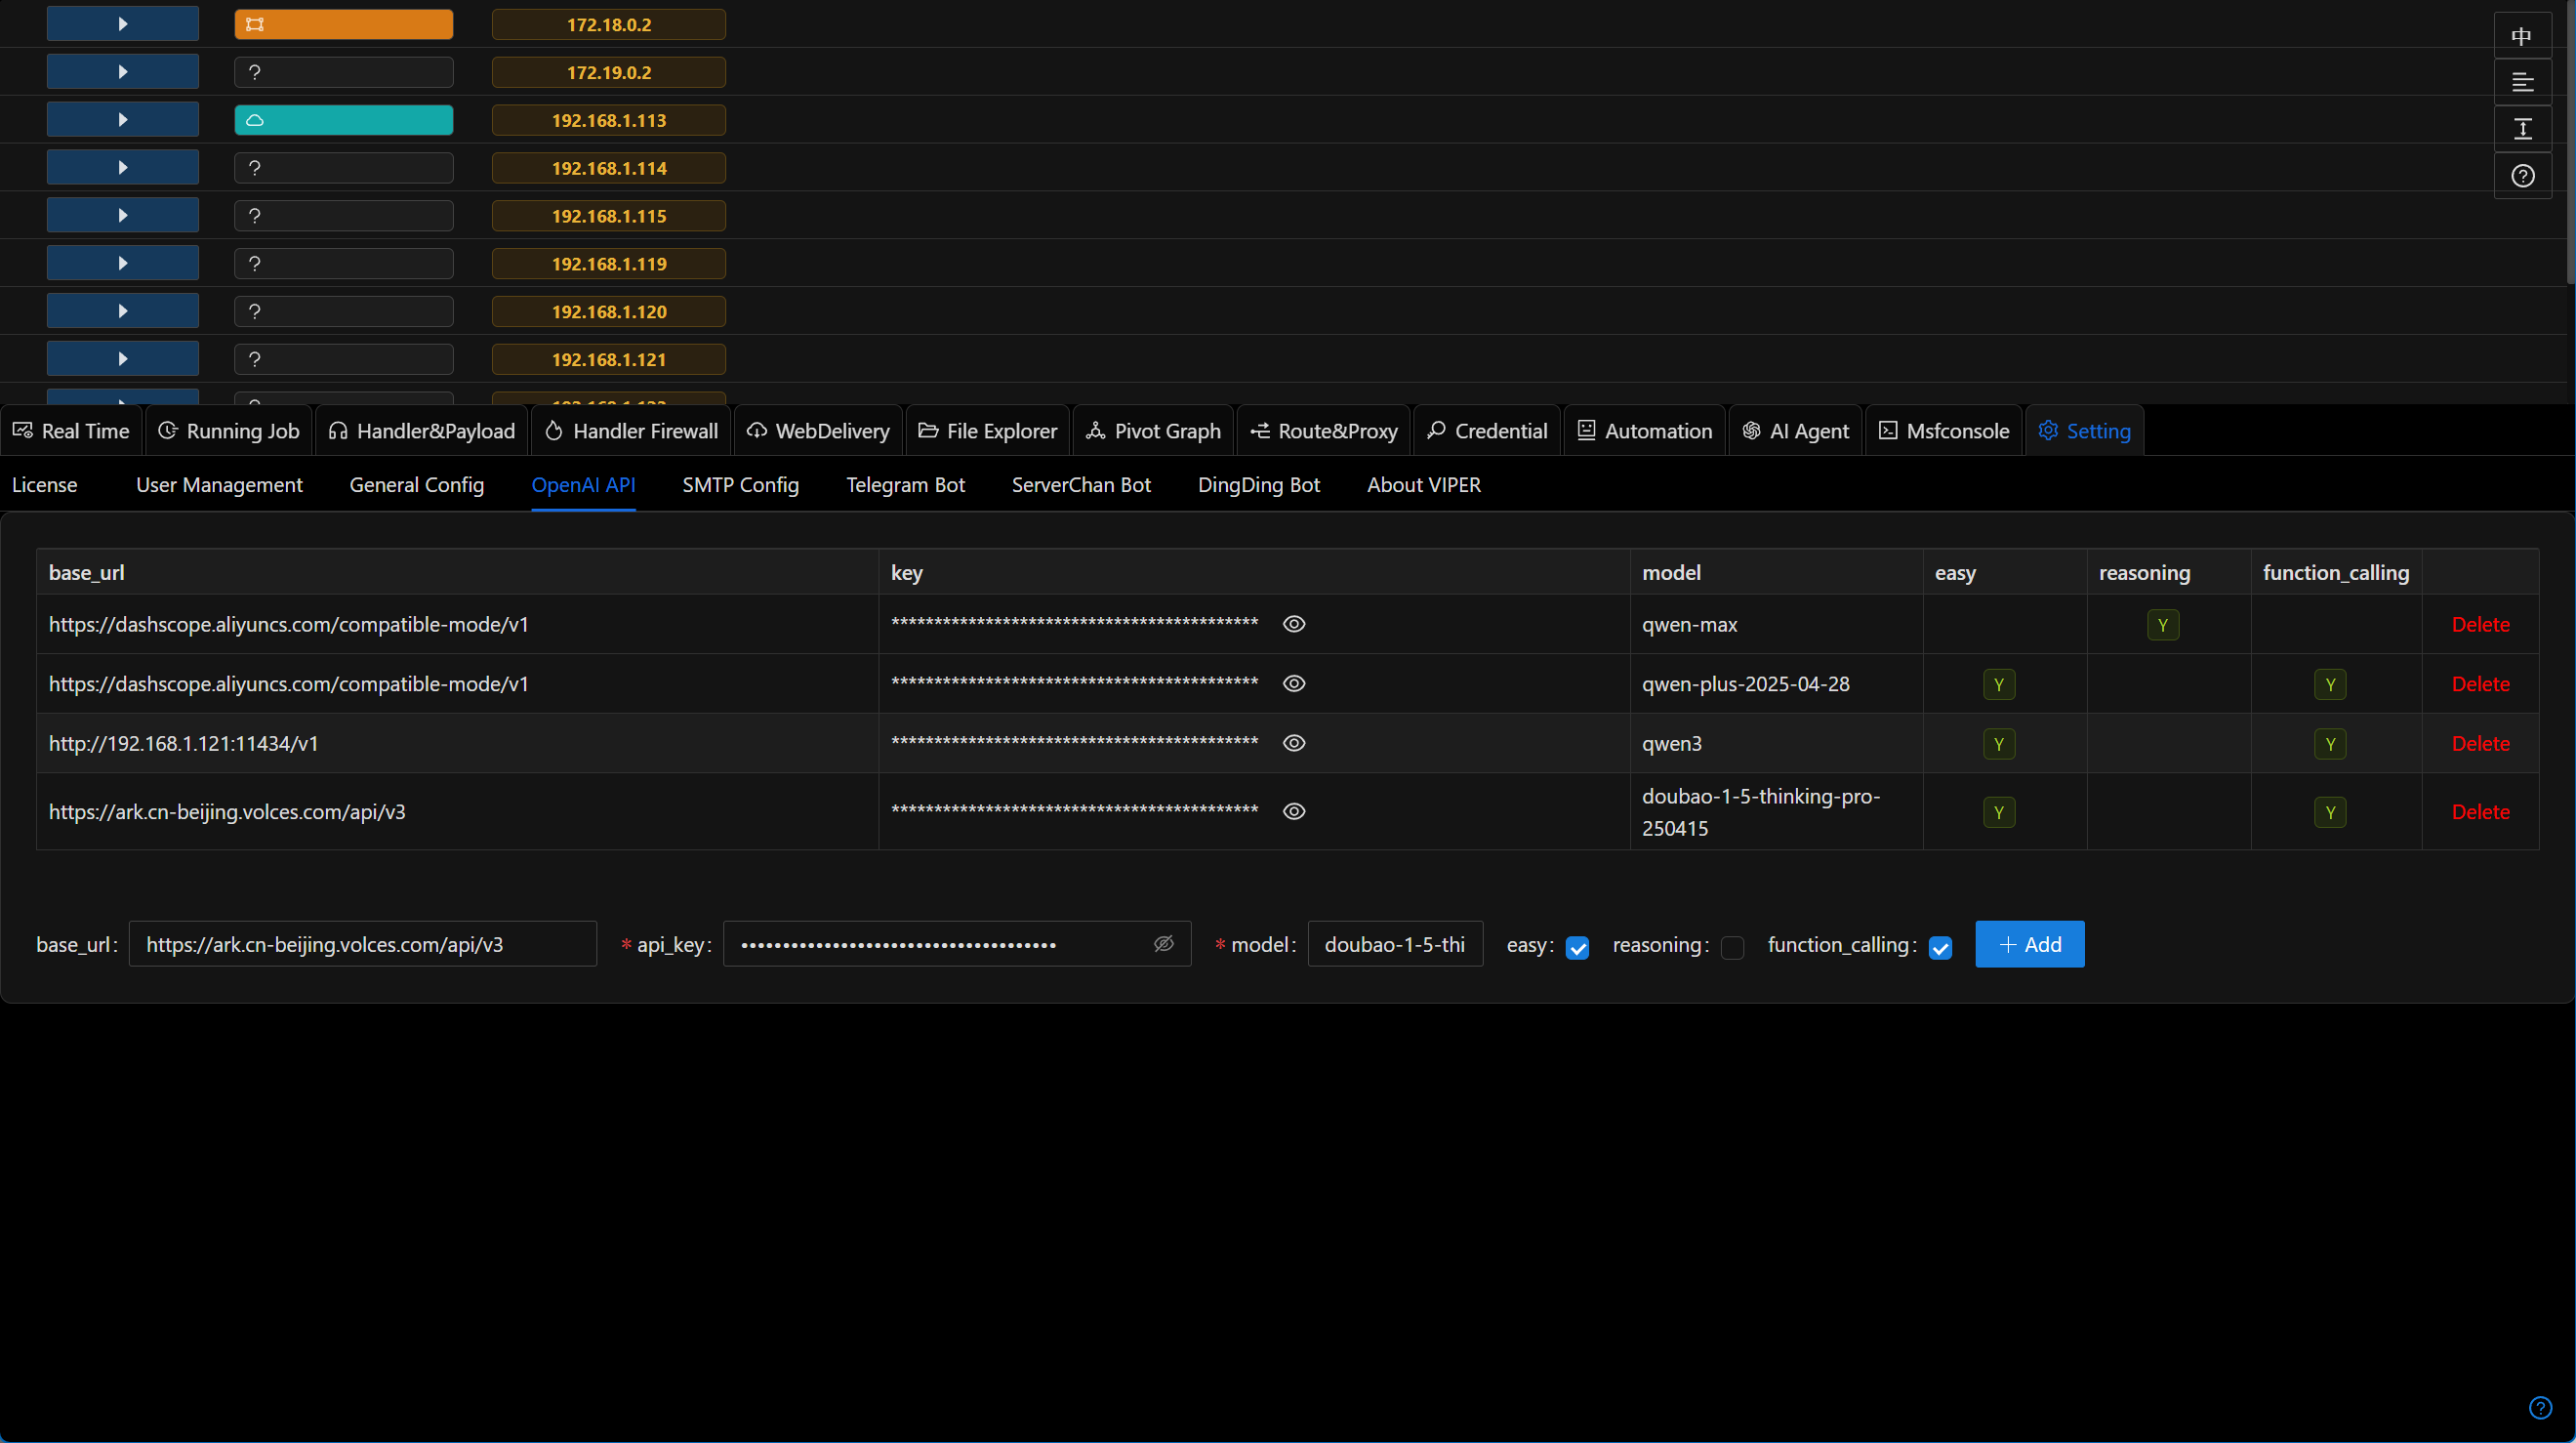 172.18.0.2
中
? 172.19.0.2
192.168.1.113
? 192.168.1.114
? 192.168.1.115
? 192.168.1.119
? 192.168.1.120
? 192.168.1.121
Real Time Running Job Handler&Payload Handler Firewall WebDelivery File Explorer Pivot Graph Route&Proxy Credential Automation AI Agent Msfconsole Setting
License User Management General Config OpenAI API SMTP Config Telegram Bot ServerChan Bot DingDing Bot About VIPER
base_url key model easy reasoning function_calling
https://dashscope.aliyuncs.com/compatible-mode/v1 ******************************************* qwen-max Y Delete
https://dashscope.aliyuncs.com/compatible-mode/v1 ******************************************* qwen-plus-2025-04-28 Y Y Delete
http://192.168.1.121:11434/v1 ******************************************* qwen3 Y Y Delete
https://ark.cn-beijing.volces.com/api/v3 ******************************************* doubao-1-5-thinking-pro-
250415 Y Y Delete
base_url: https://ark.cn-beijing.volces.com/api/v3 * api_key: •••••••••••••••••••••••••••••••••••• * model: doubao-1-5-thi easy: reasoning: function_calling: + Add